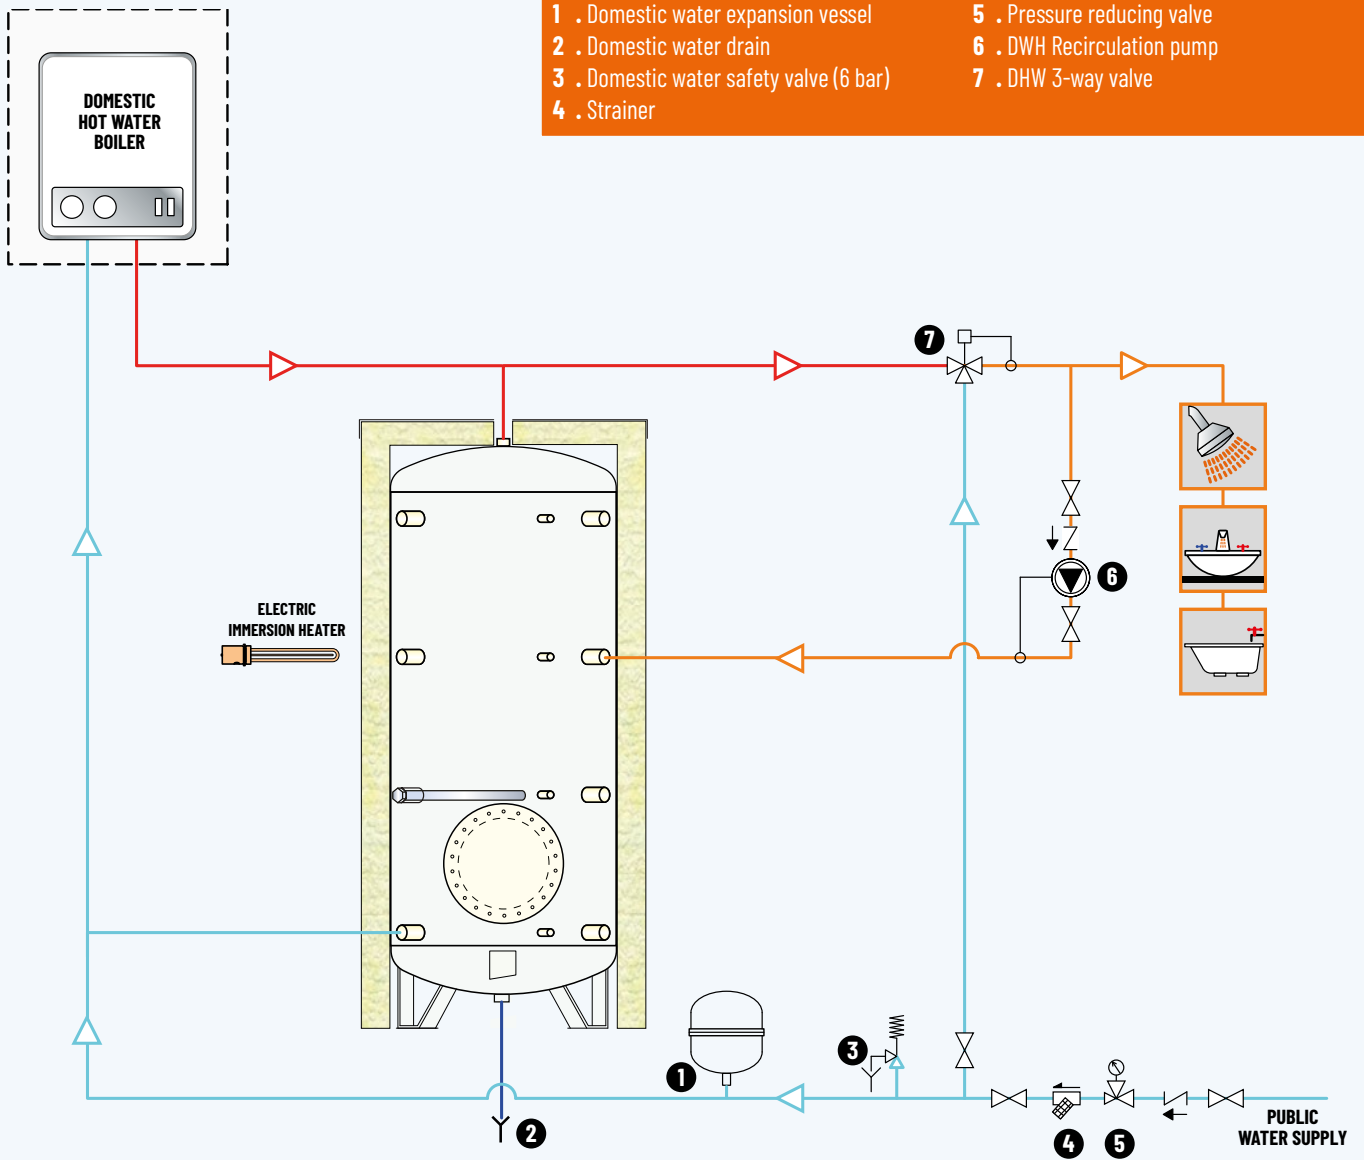 1 . Domestic water expansion vessel
2 . Domestic water drain
3 . Domestic water safety valve (6 bar)
4 . Strainer
5 . Pressure reducing valve
6 . DWH Recirculation pump
7 . DHW 3-way valve
DOMESTIC
HOT WATER
BOILER
7
6
ELECTRIC
IMMERSION HEATER
3
1
2
4
5
PUBLIC
WATER SUPPLY